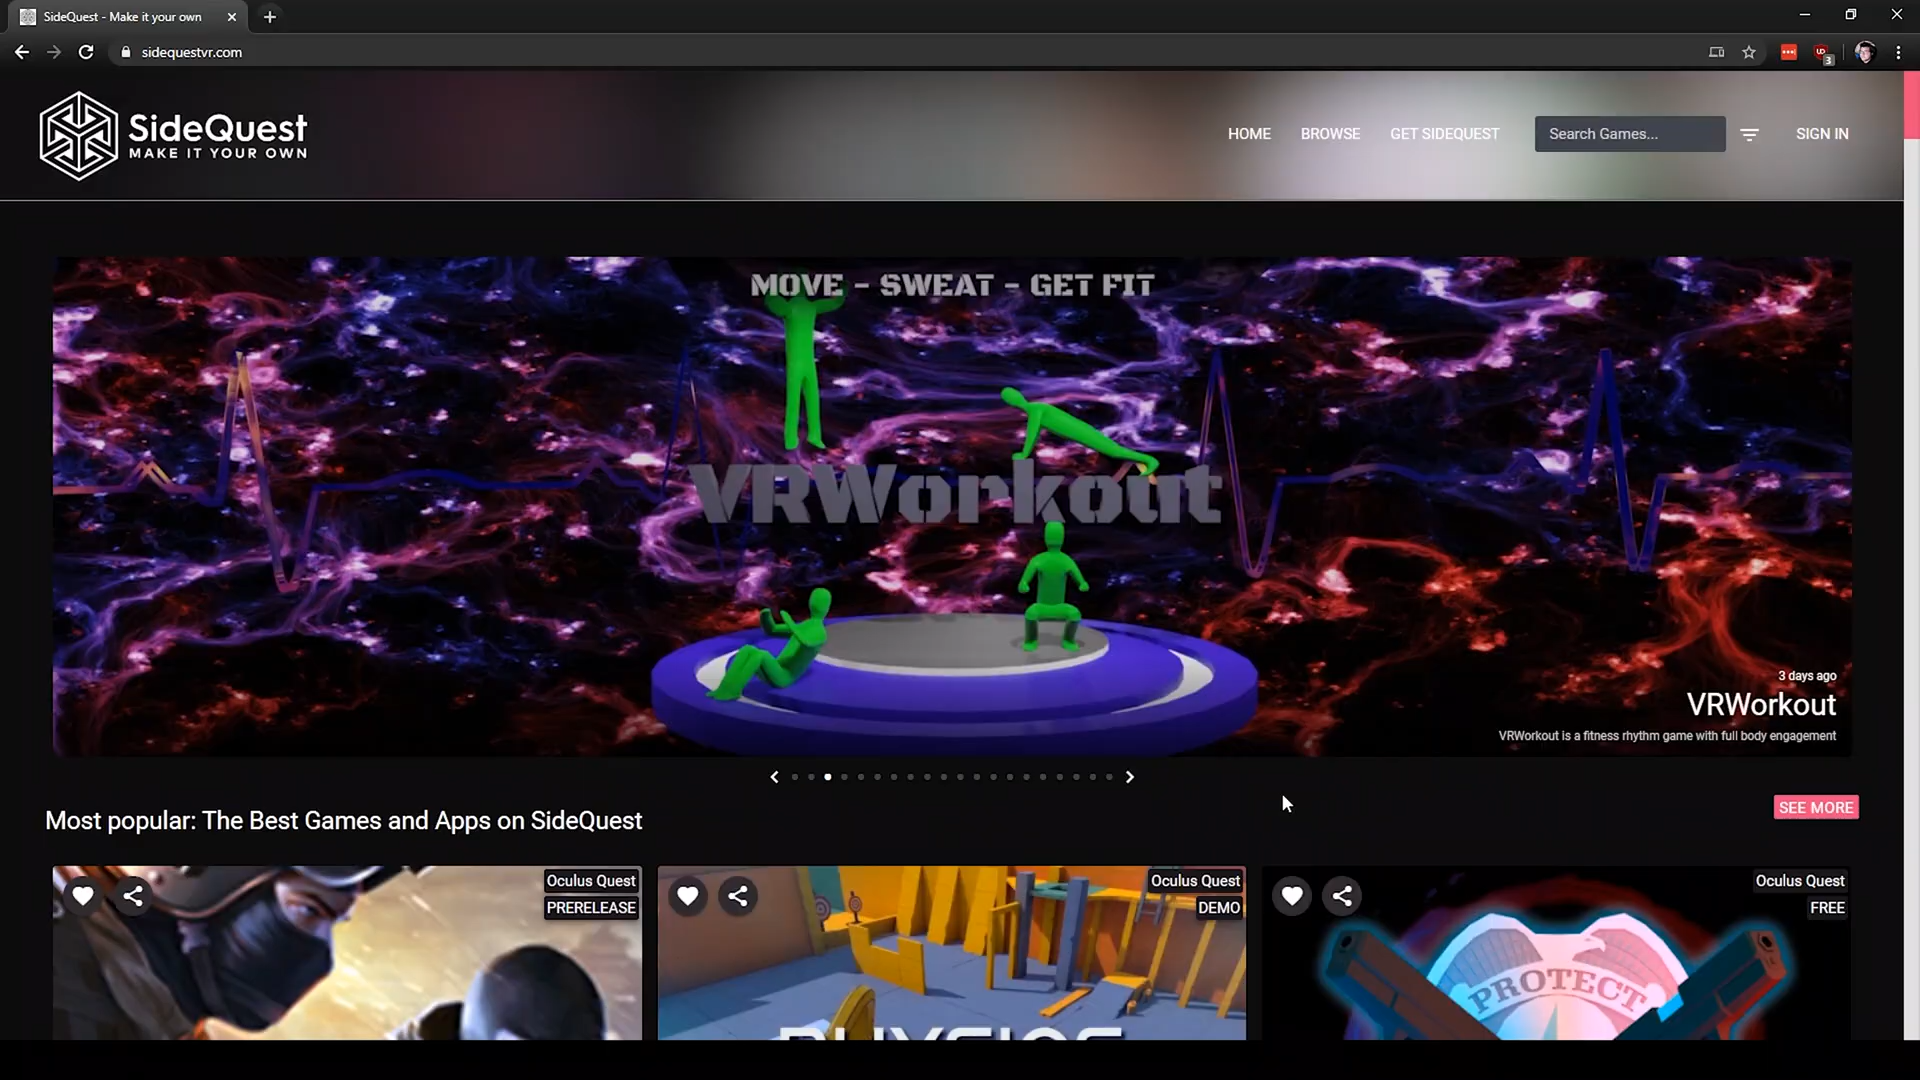 SideQuest - Make it your own
sidequestvr.com
3
SideQuest
MAKE IT YOUR OWN
HOME
BROWSE
GET SIDEQUEST
Search Games...
SIGN IN
MOVE - SWEAT - GET FIT
VRWorkout
3 days ago
VRWorkout
VRWorkout is a fitness rhythm game with full body engagement
Most popular: The Best Games and Apps on SideQuest
SEE MORE
Oculus Quest
PRERELEASE
Oculus Quest
DEMO
Oculus Quest
FREE
PROTECT